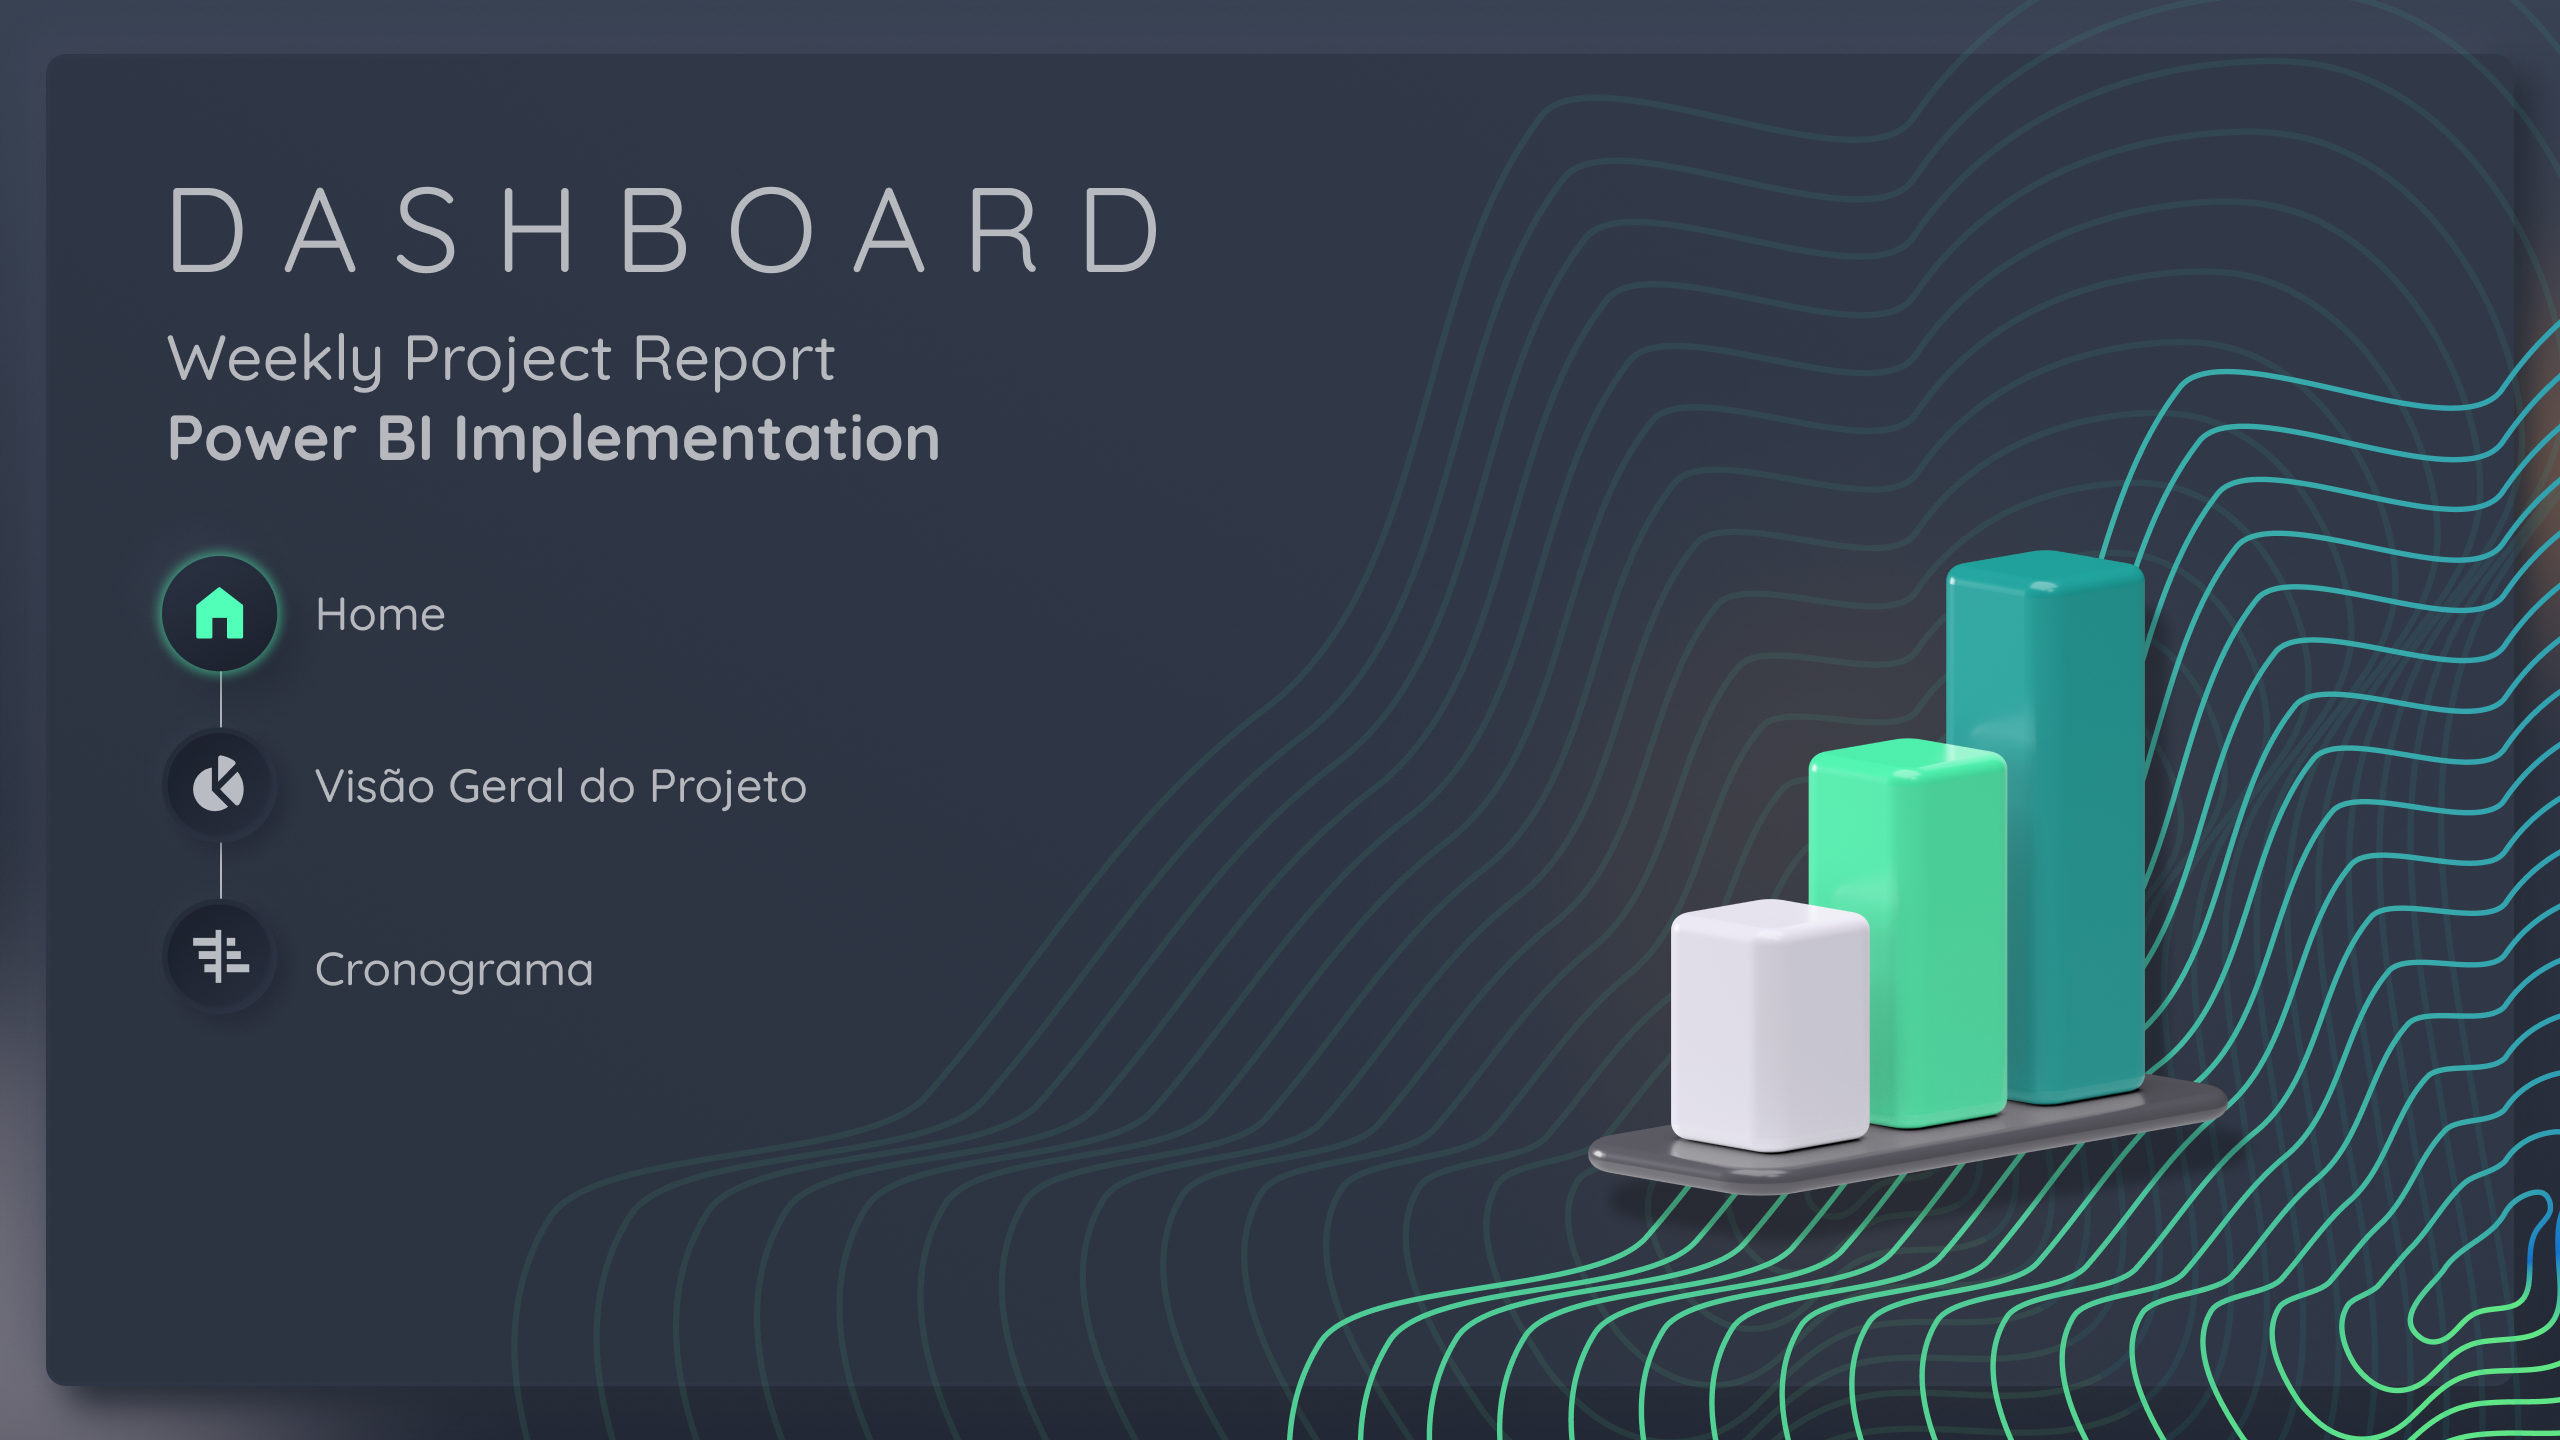 DASHBOARD
Weekly Project Report
Power BI Implementation
Home
Visão Geral do Projeto
Cronograma